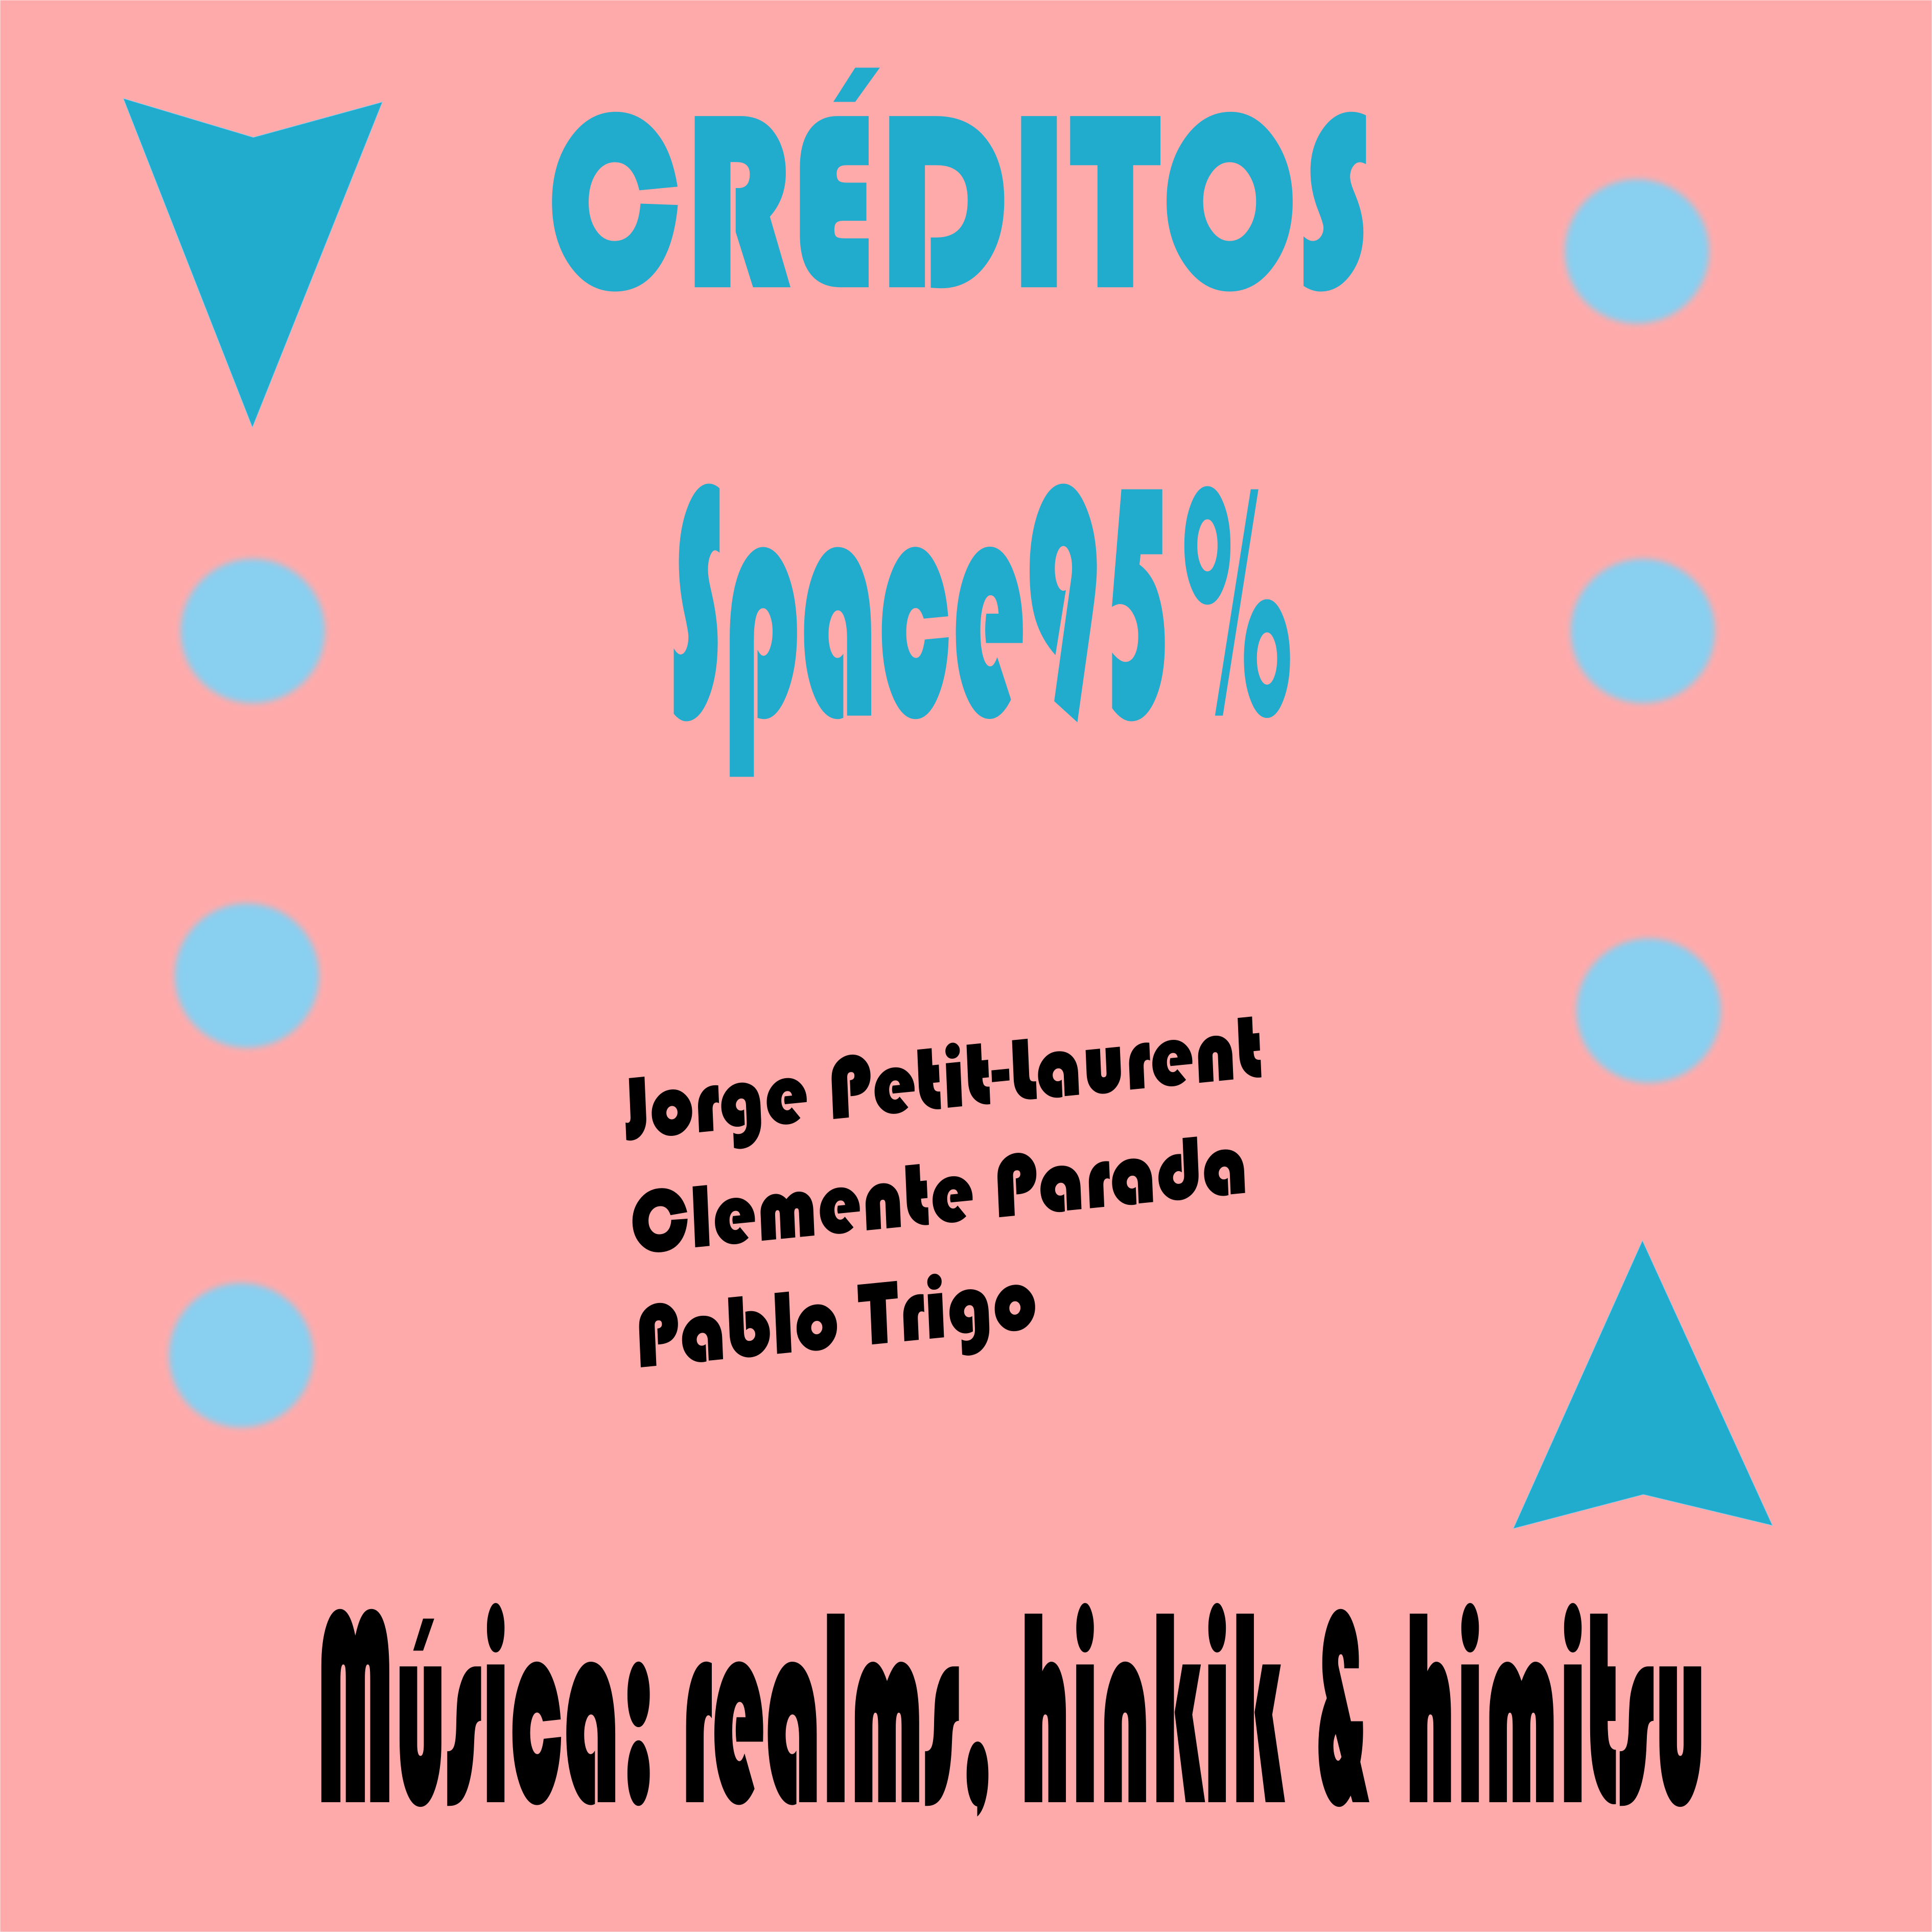 CRÉDITOS
Space95%
Jorge Petit-Laurent
Clemente Parada
Pablo Trigo
Música: realms, hinkik & himitsu